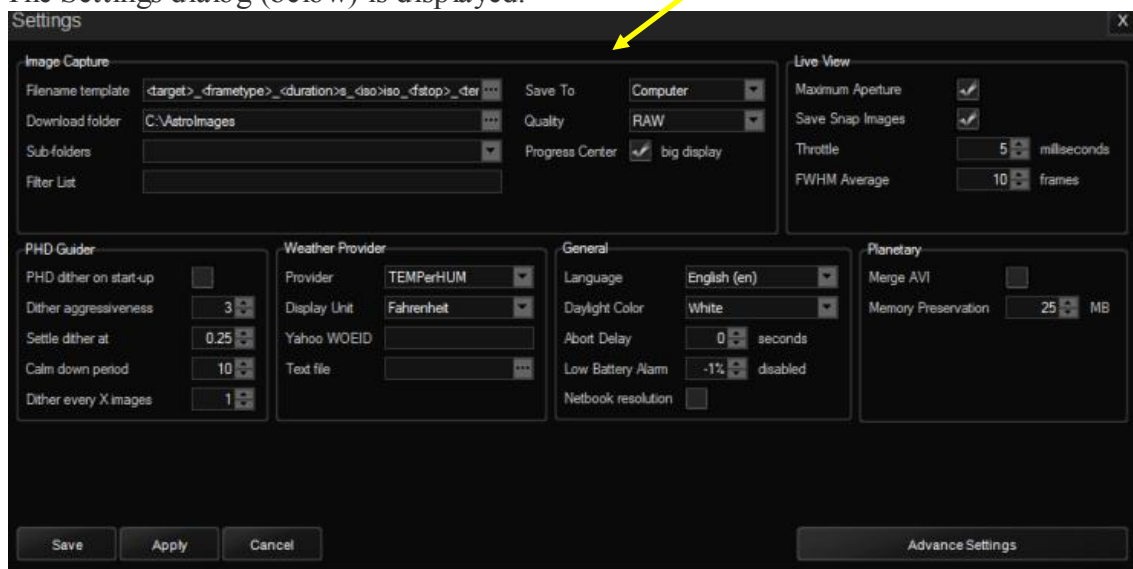 The Settings dialog (below) is displayed.
Settings X
Image Capture
Filename template <target>_<frametype>_<duration>s_<iso>iso_<fstop>_<ter ...
Download folder C:\AstroImages ...
Sub-folders
Filter List
Save To Computer
Quality RAW
Progress Center big display
Live View
Maximum Aperture
Save Snap Images
Throttle 5 milliseconds
FWHM Average 10 frames
PHD Guider
PHD dither on start-up
Dither aggressiveness 3
Settle dither at 0.25
Calm down period 10
Dither every X images 1
Weather Provider
Provider TEMPerHUM
Display Unit Fahrenheit
Yahoo WOEID
Text file ...
General
Language English (en)
Daylight Color White
Abort Delay 0 seconds
Low Battery Alarm -1% disabled
Netbook resolution
Planetary
Merge AVI
Memory Preservation 25 MB
Save Apply Cancel Advance Settings